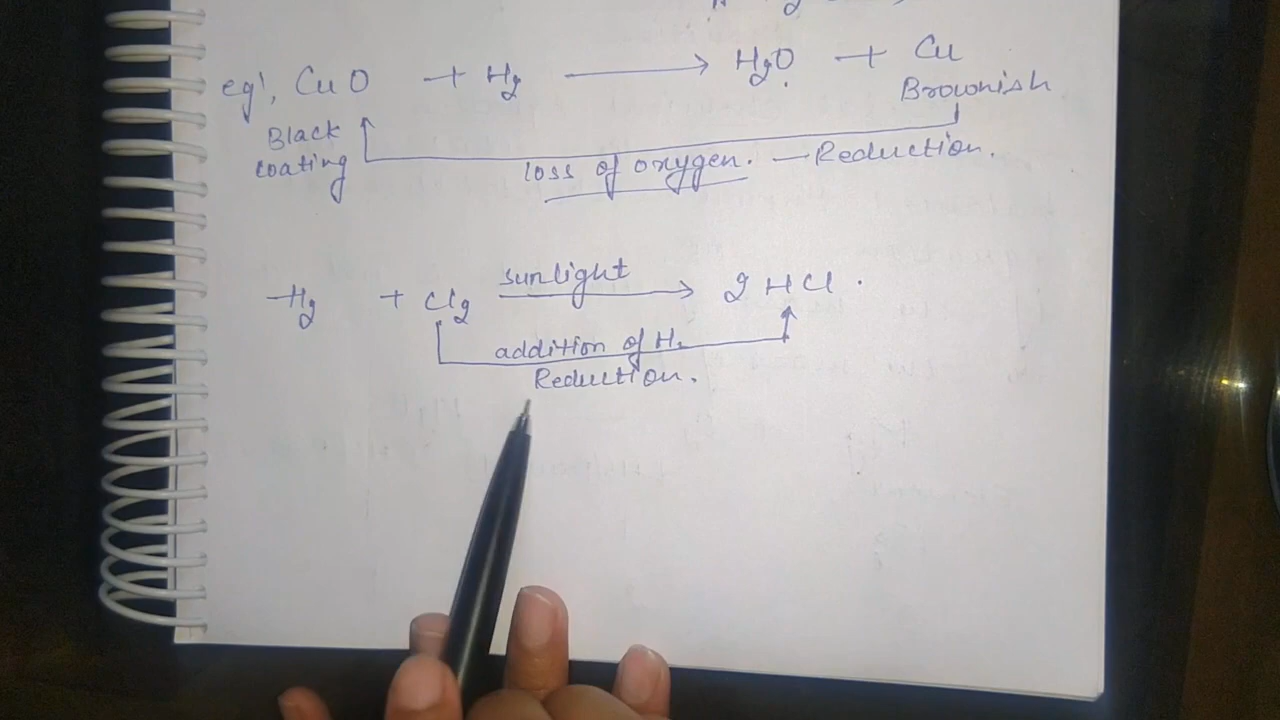 eg', CuO + H2 → H2O + Cu
Black coating
Brownish
loss of oxygen. — Reduction.
H2 + Cl2 sunlight → 2HCl.
addition of H.
Reduction.